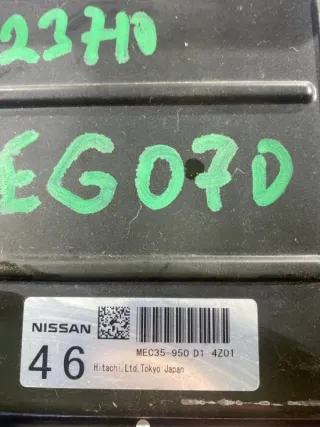 23710
EG07D
NISSAN
MEC35-950 D1 4Z01
46
Hitachi,Ltd.Tokyo Japan